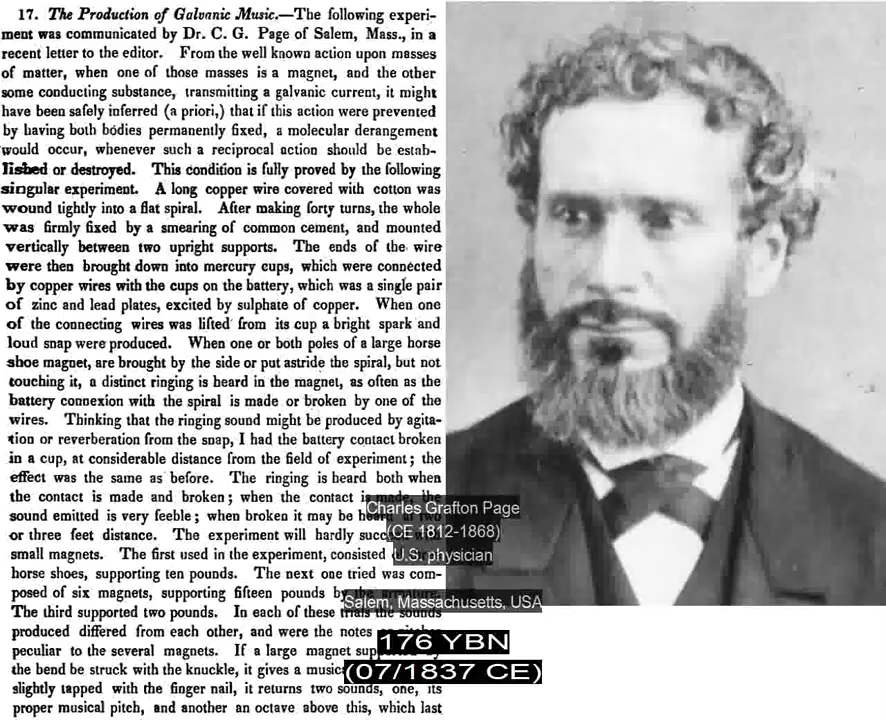 17. The Production of Galvanic Music.—The following experi-
ment was communicated by Dr. C. G. Page of Salem, Mass., in a
recent letter to the editor. From the well known action upon masses
of matter, when one of those masses is a magnet, and the other
some conducting substance, transmitting a galvanic current, it might
have been safely inferred (a priori,) that if this action were prevented
by having both bodies permanently fixed, a molecular derangement
would occur, whenever such a reciprocal action should be estab-
lished or destroyed. This condition is fully proved by the following
singular experiment. A long copper wire covered with cotton was
wound tightly into a flat spiral. After making forty turns, the whole
was firmly fixed by a smearing of common cement, and mounted
vertically between two upright supports. The ends of the wire
were then brought down into mercury cups, which were connected
by copper wires with the cups on the battery, which was a single pair
of zinc and lead plates, excited by sulphate of copper. When one
of the connecting wires was lifted from its cup a bright spark and
loud snap were produced. When one or both poles of a large horse
shoe magnet, are brought by the side or put astride the spiral, but not
touching it, a distinct ringing is heard in the magnet, as often as the
battery connexion with the spiral is made or broken by one of the
wires. Thinking that the ringing sound might be produced by agita-
tion or reverberation from the snap, I had the battery contact broken
in a cup, at considerable distance from the field of experiment; the
effect was the same as before. The ringing is heard both when
the contact is made and broken; when the contact is made, the
sound emitted is very feeble; when broken it may be heard at two
or three feet distance. The experiment will hardly succeed with
small magnets. The first used in the experiment, consisted
horse shoes, supporting ten pounds. The next one tried was com-
posed of six magnets, supporting fifteen pounds by the armature.
The third supported two pounds. In each of these trials the sounds
produced differed from each other, and were the notes
peculiar to the several magnets. If a large magnet supported by
the bend be struck with the knuckle, it gives a
slightly tapped with the finger nail, it returns two sounds, one, its
proper musical pitch, and another an octave above this, which last
Charles Grafton Page
(CE 1812-1868)
U.S. physician
Salem, Massachusetts, USA
176 YBN
(07/1837 CE)